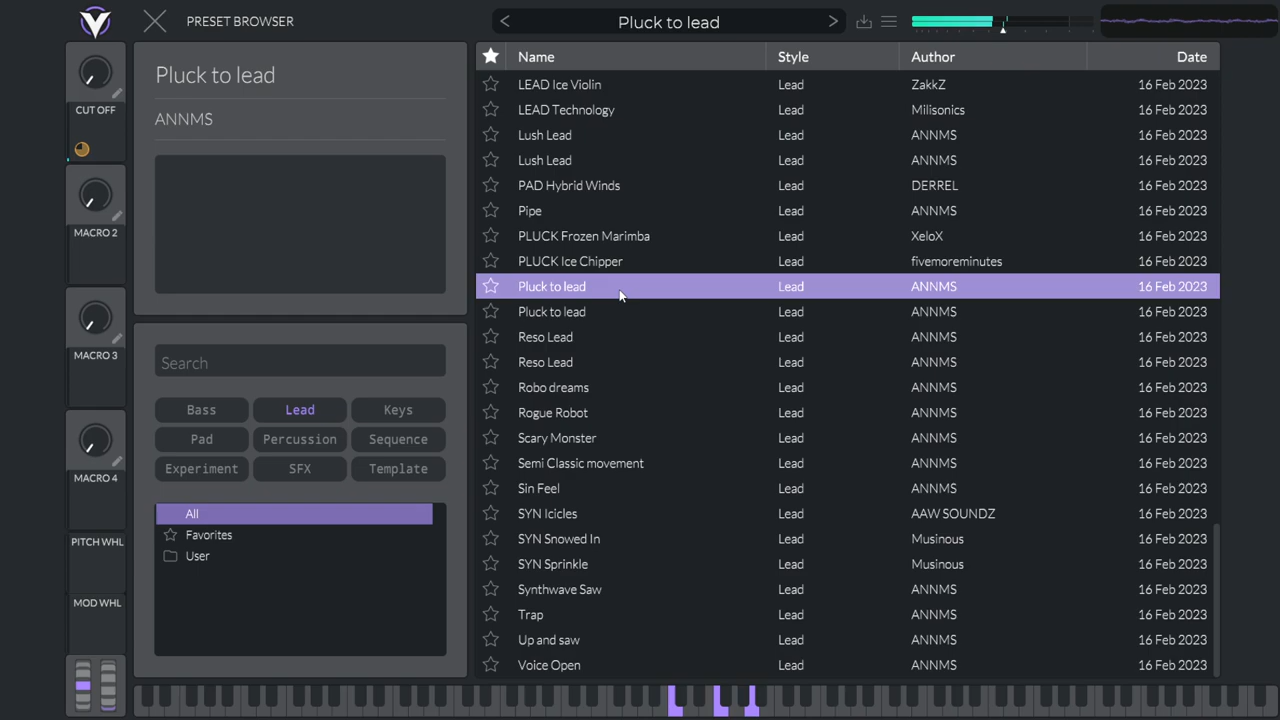 PRESET BROWSER
Pluck to lead
CUT OFF
MACRO 2
MACRO 3
MACRO 4
PITCH WHL
MOD WHL
Pluck to lead
ANNMS
Search
Bass Lead Keys
Pad Percussion Sequence
Experiment SFX Template
All
Favorites
User
Name Style Author Date
LEAD Ice Violin Lead ZakkZ 16 Feb 2023
LEAD Technology Lead Milisonics 16 Feb 2023
Lush Lead Lead ANNMS 16 Feb 2023
Lush Lead Lead ANNMS 16 Feb 2023
PAD Hybrid Winds Lead DERREL 16 Feb 2023
Pipe Lead ANNMS 16 Feb 2023
PLUCK Frozen Marimba Lead XeloX 16 Feb 2023
PLUCK Ice Chipper Lead fivemoreminutes 16 Feb 2023
Pluck to lead Lead ANNMS 16 Feb 2023
Pluck to lead Lead ANNMS 16 Feb 2023
Reso Lead Lead ANNMS 16 Feb 2023
Reso Lead Lead ANNMS 16 Feb 2023
Robo dreams Lead ANNMS 16 Feb 2023
Rogue Robot Lead ANNMS 16 Feb 2023
Scary Monster Lead ANNMS 16 Feb 2023
Semi Classic movement Lead ANNMS 16 Feb 2023
Sin Feel Lead ANNMS 16 Feb 2023
SYN Icicles Lead AAW SOUNDZ 16 Feb 2023
SYN Snowed In Lead Musinous 16 Feb 2023
SYN Sprinkle Lead Musinous 16 Feb 2023
Synthwave Saw Lead ANNMS 16 Feb 2023
Trap Lead ANNMS 16 Feb 2023
Up and saw Lead ANNMS 16 Feb 2023
Voice Open Lead ANNMS 16 Feb 2023